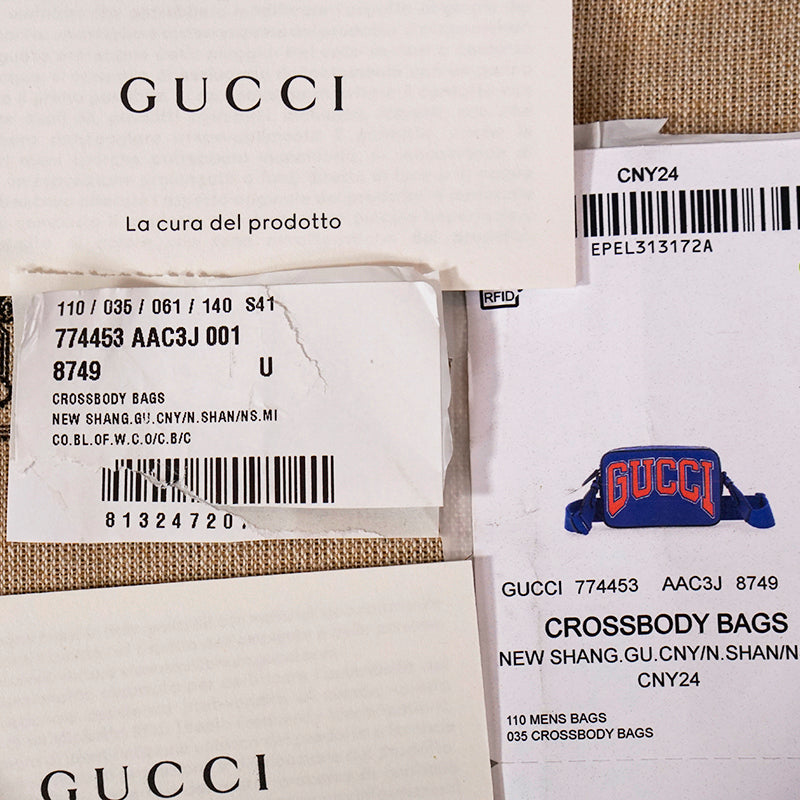 GUCCI
La cura del prodotto
110 / 035 / 061 / 140 S41
774453 AAC3J 001
8749 U
CROSSBODY BAGS
NEW SHANG.GU.CNY/N.SHAN/NS.MI
CO.BL.OF.W.C.O/C.B/C
813247207
GUCCI
CNY24
EPEL313172A
RFID
GUCCI
GUCCI 774453 AAC3J 8749
CROSSBODY BAGS
NEW SHANG.GU.CNY/N.SHAN/N
CNY24
110 MENS BAGS
035 CROSSBODY BAGS